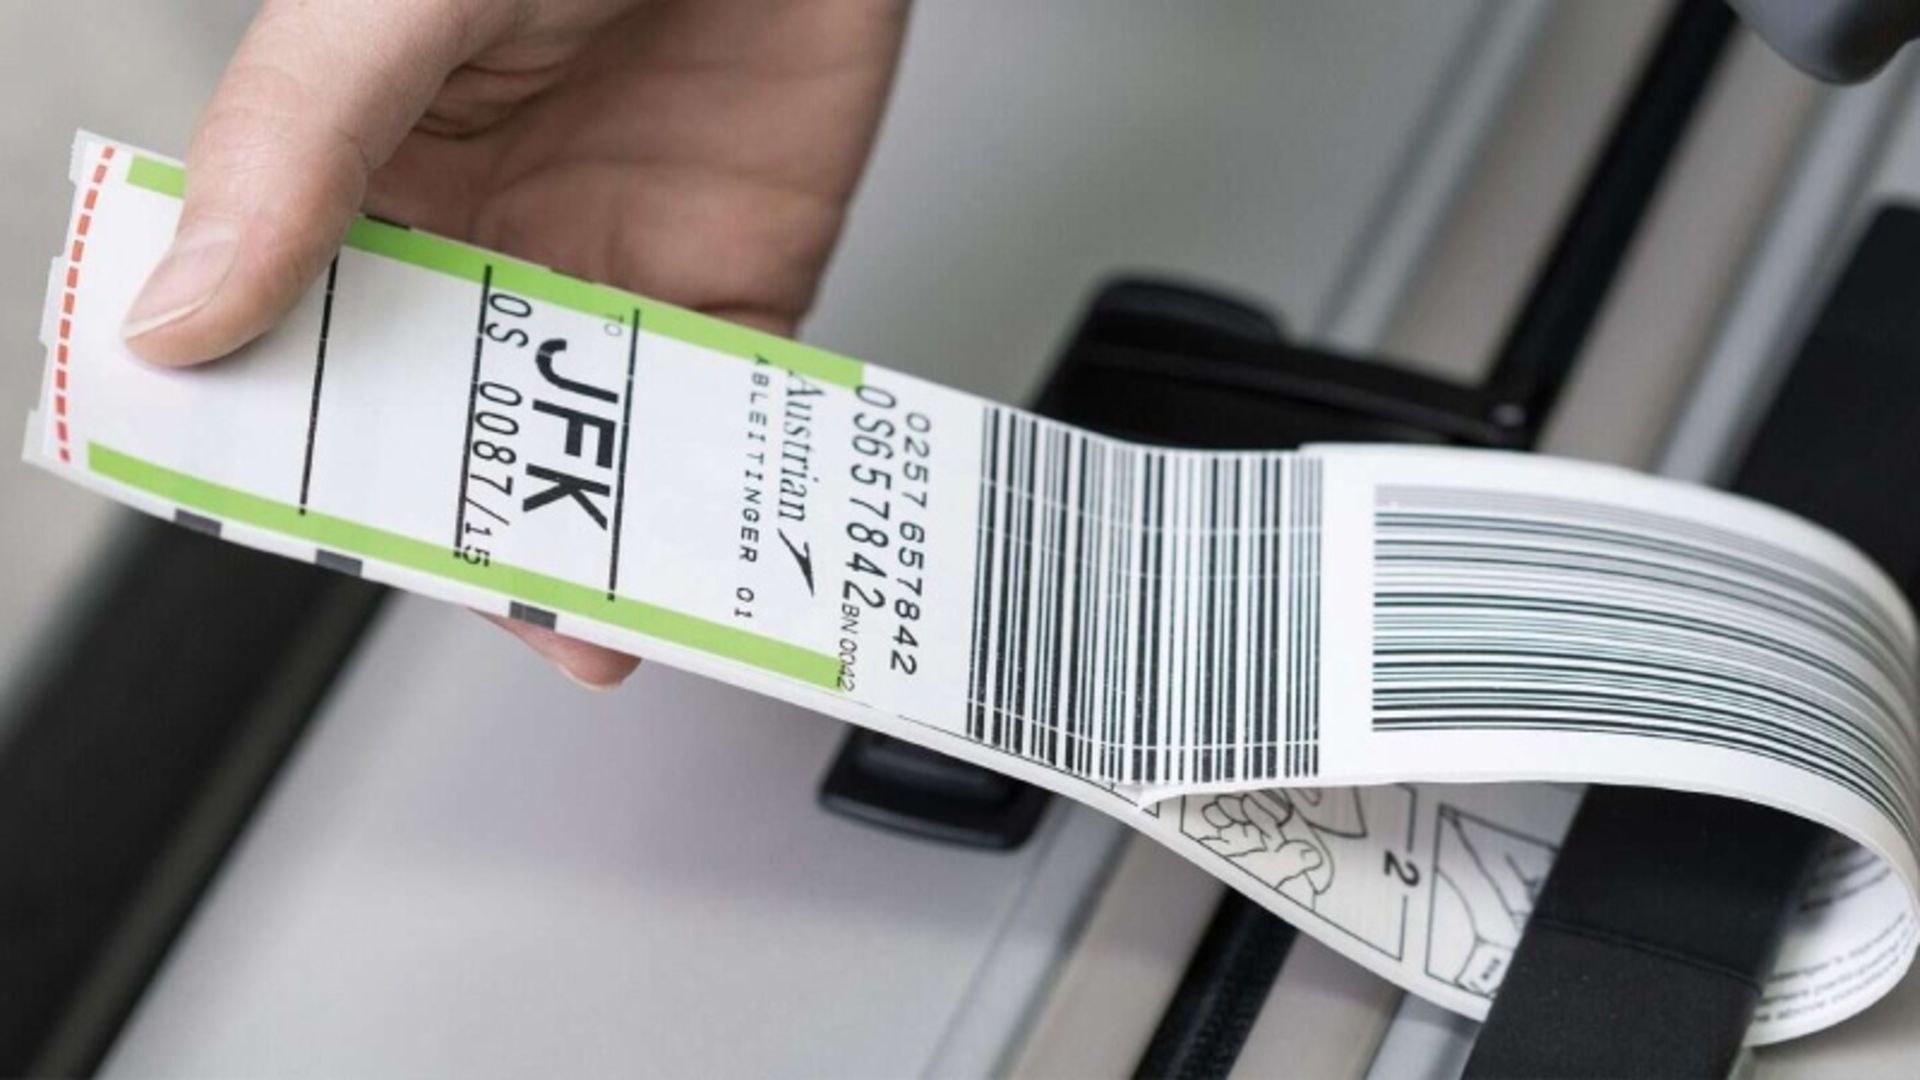 0257 657842
OS657842 BN 0042
Austrian
ABLEITINGER 01
TO
JFK
OS 0087/15
2